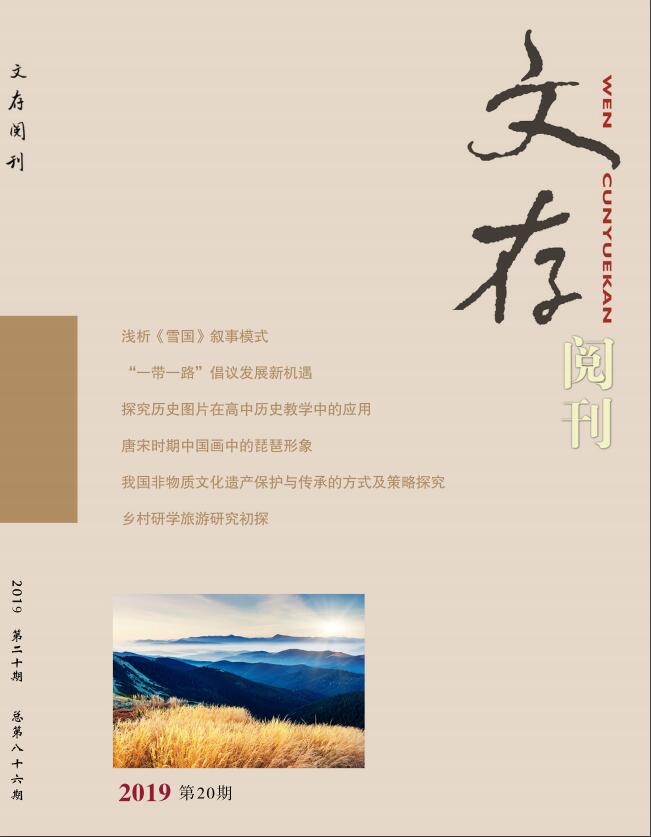 文存阅刊
文存
WEN CUNYUEKAN
阅刊
浅析《雪国》叙事模式
“一带一路”倡议发展新机遇
探究历史图片在高中历史教学中的应用
唐宋时期中国画中的琵琶形象
我国非物质文化遗产保护与传承的方式及策略探究
乡村研学旅游研究初探
2019 第二十期 总第八十六期
2019 第20期